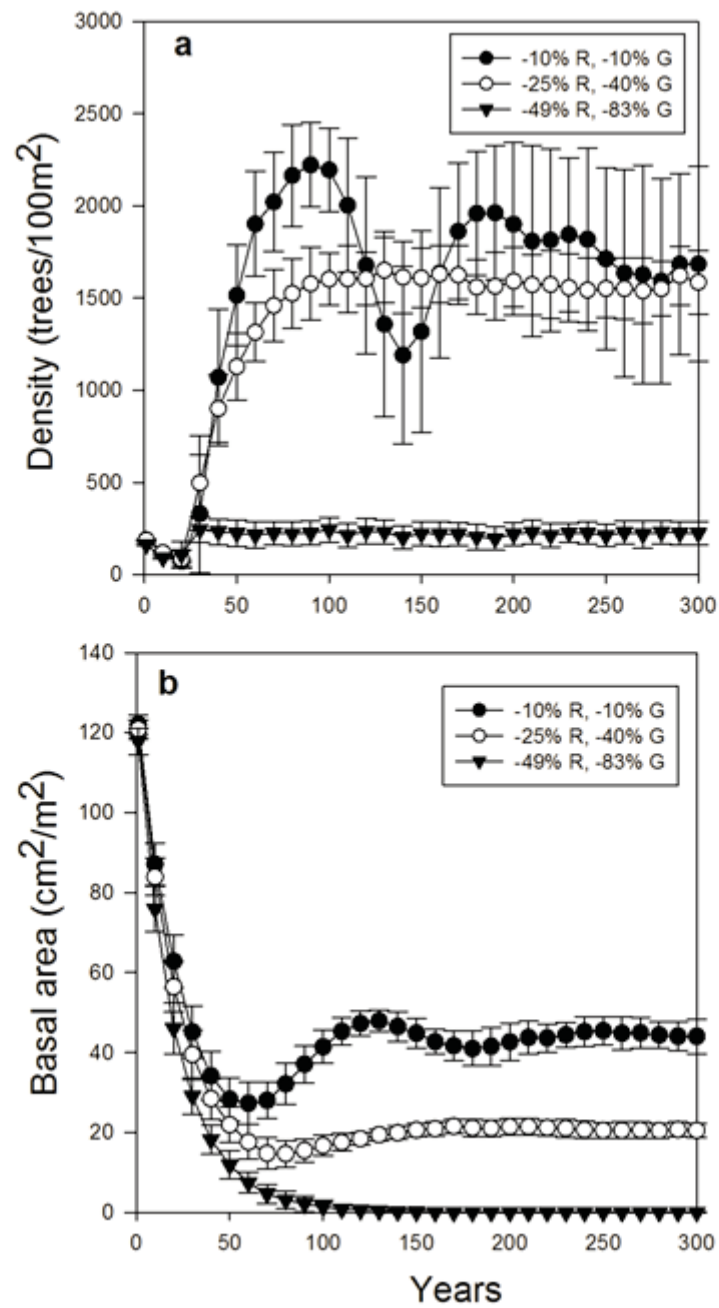 a
3000
2500
2000
1500
1000
500
0
Density (trees/100m²)
-10% R, -10% G
-25% R, -40% G
-49% R, -83% G
0 50 100 150 200 250 300
b
140
120
100
80
60
40
20
0
Basal area (cm²/m²)
-10% R, -10% G
-25% R, -40% G
-49% R, -83% G
0 50 100 150 200 250 300
Years